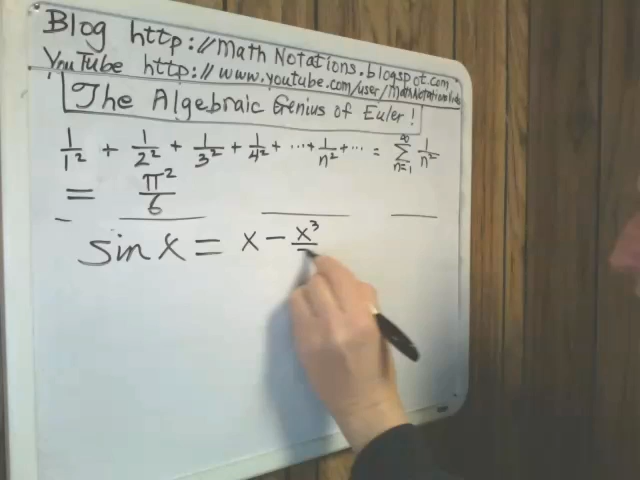 Blog http://MathNotations.blogspot.com
YouTube http://www.youtube.com/user/MathNotationsVids
The Algebraic Genius of Euler!
1/1² + 1/2² + 1/3² + 1/4² + ... + 1/n² + ... = ∑_{n=1}^{∞} 1/n²
= π²/6
sin x = x − x³/